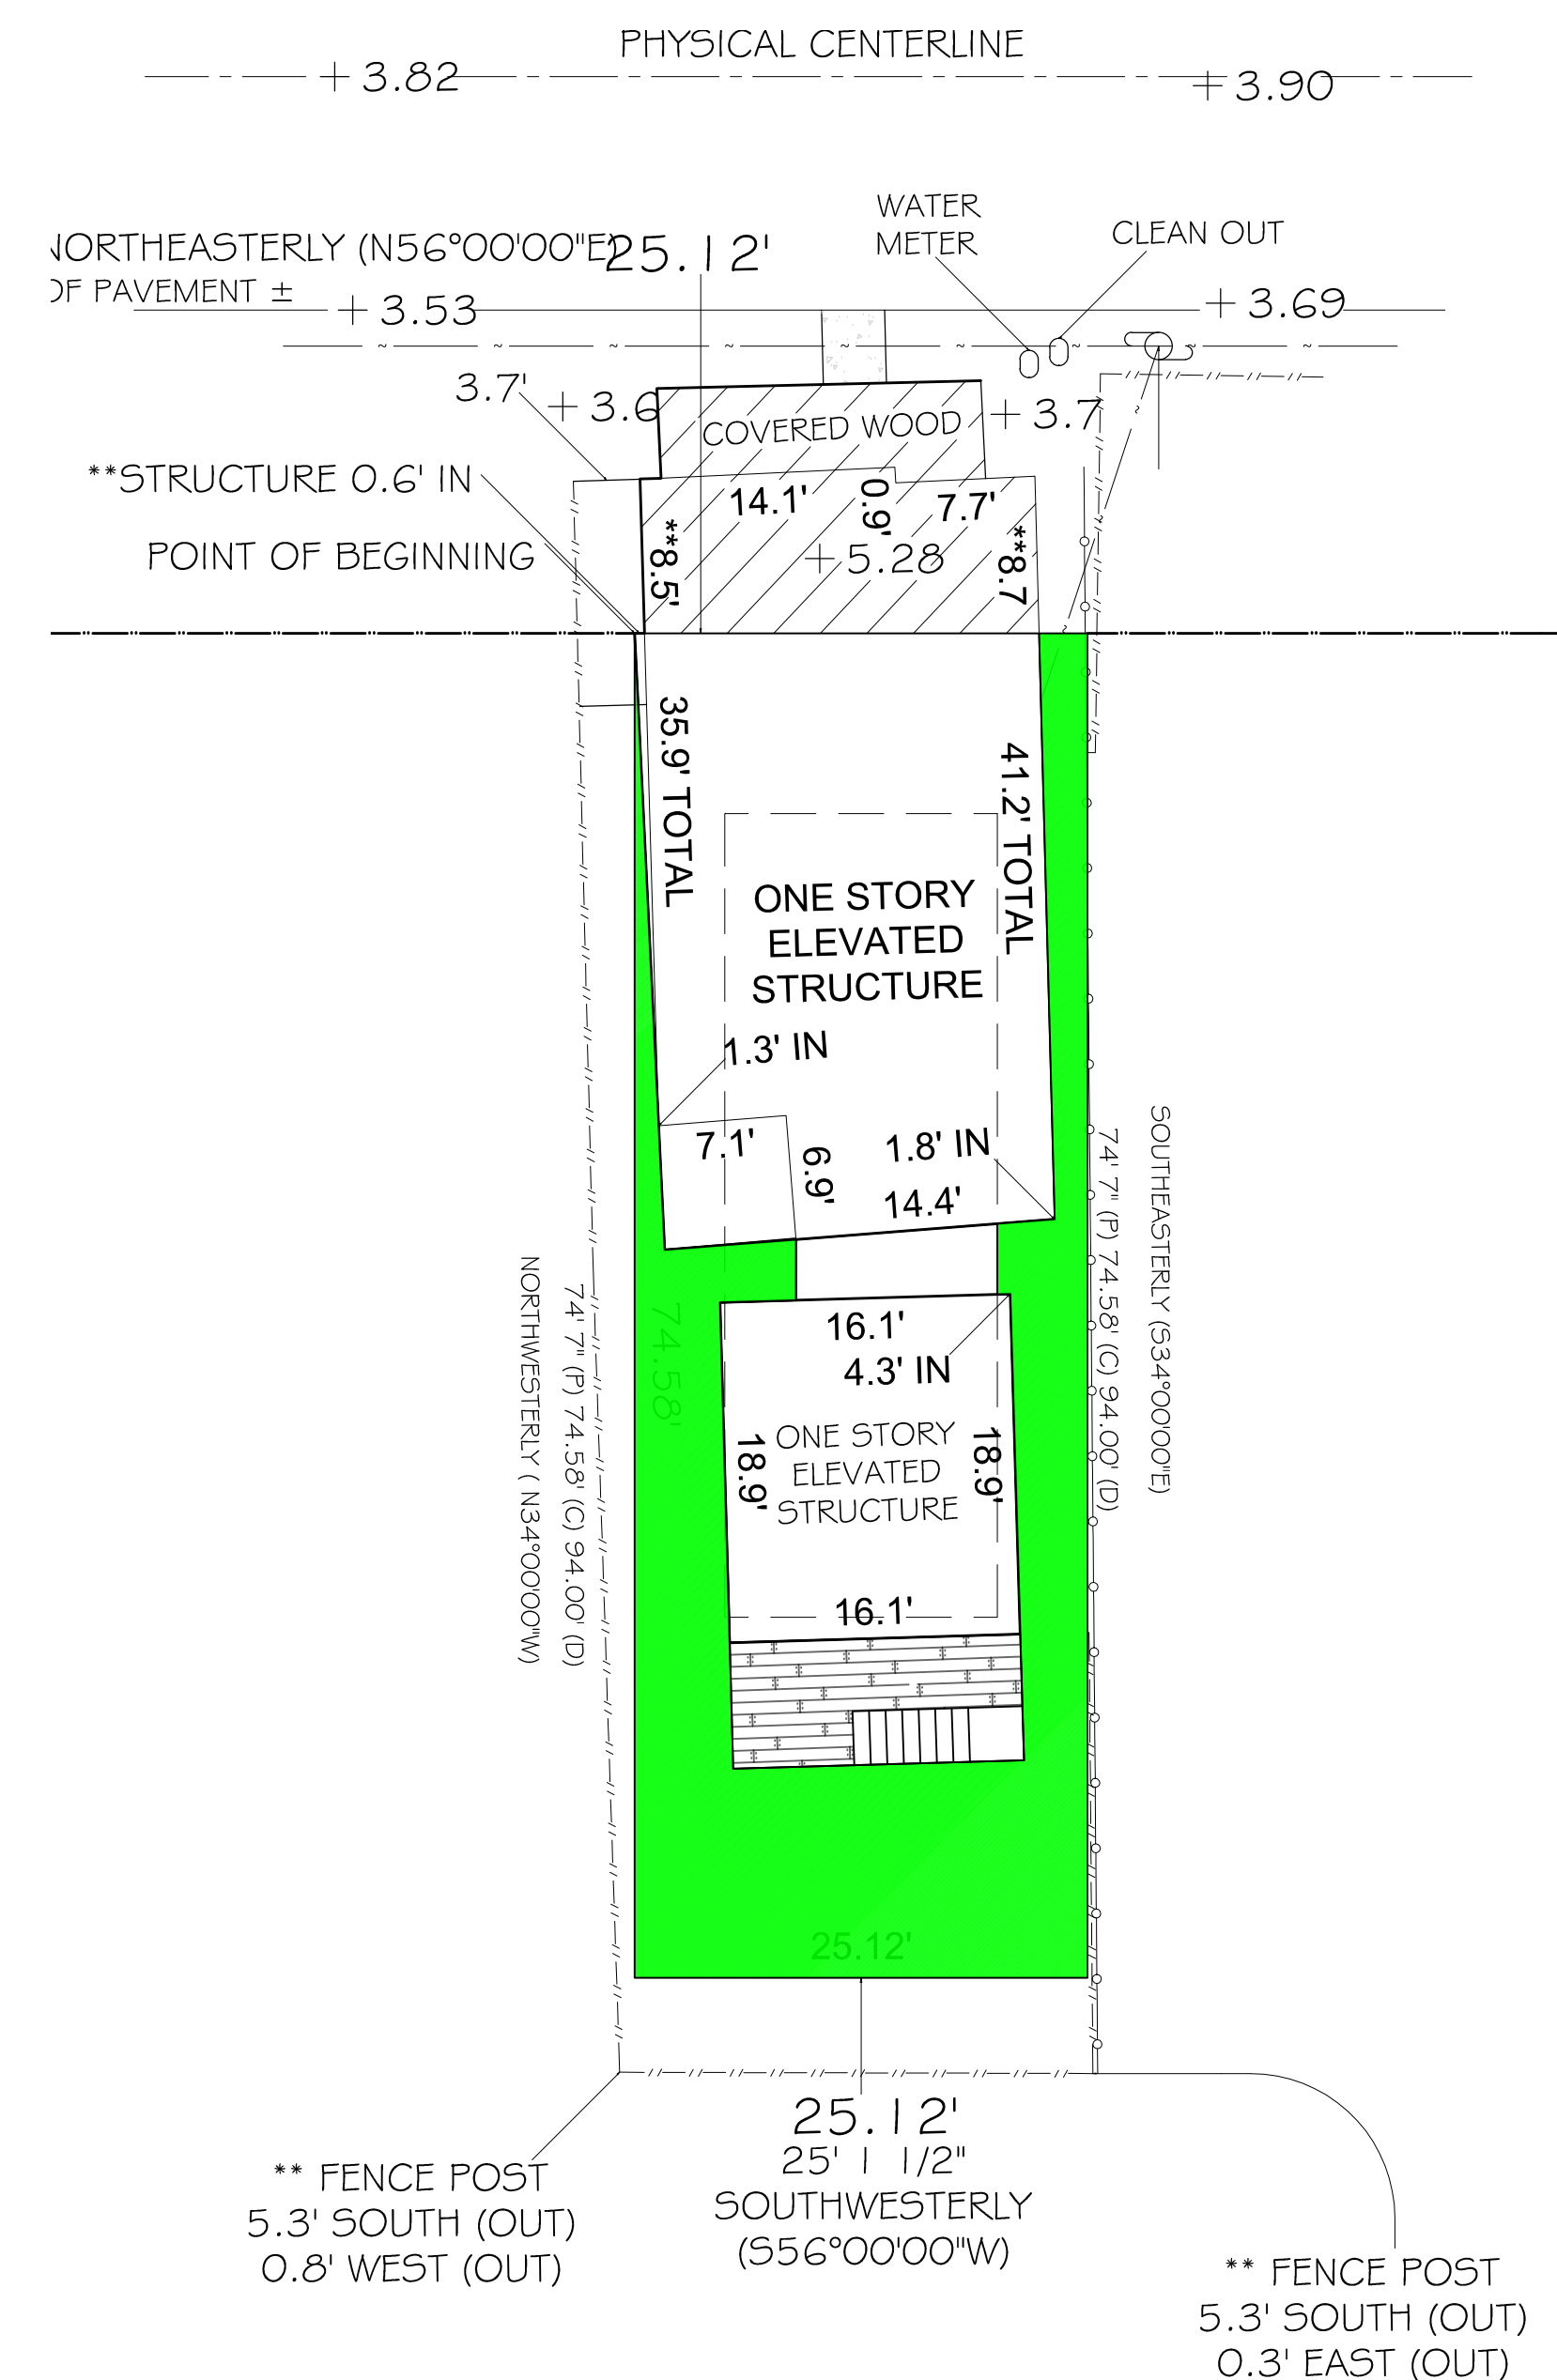 PHYSICAL CENTERLINE
+ 3.82
+ 3.90
WATER
METER
CLEAN OUT
NORTHEASTERLY (N56°00'00"E)
25.12'
OF PAVEMENT ±
+ 3.53
+ 3.69
3.7'
+ 3.6
+ 3.7
COVERED WOOD
**STRUCTURE 0.6' IN
14.1'
0.9'
7.7'
POINT OF BEGINNING
**8.5'
+ 5.28
**8.7
35.9' TOTAL
41.2' TOTAL
ONE STORY
ELEVATED
STRUCTURE
1.3' IN
7.1'
6.9'
1.8' IN
14.4'
SOUTHEASTERLY (S34°00'00"E)
74' 7" (P) 74.58' (C) 94.00' (D)
NORTHWESTERLY ( N34°00'00"W)
74' 7" (P) 74.58' (C) 94.00' (D)
74.58'
16.1'
4.3' IN
ONE STORY
ELEVATED
STRUCTURE
18.9'
18.9'
16.1'
25.12'
25.12'
25' 1 1/2"
SOUTHWESTERLY
(S56°00'00"W)
** FENCE POST
5.3' SOUTH (OUT)
0.8' WEST (OUT)
** FENCE POST
5.3' SOUTH (OUT)
0.3' EAST (OUT)